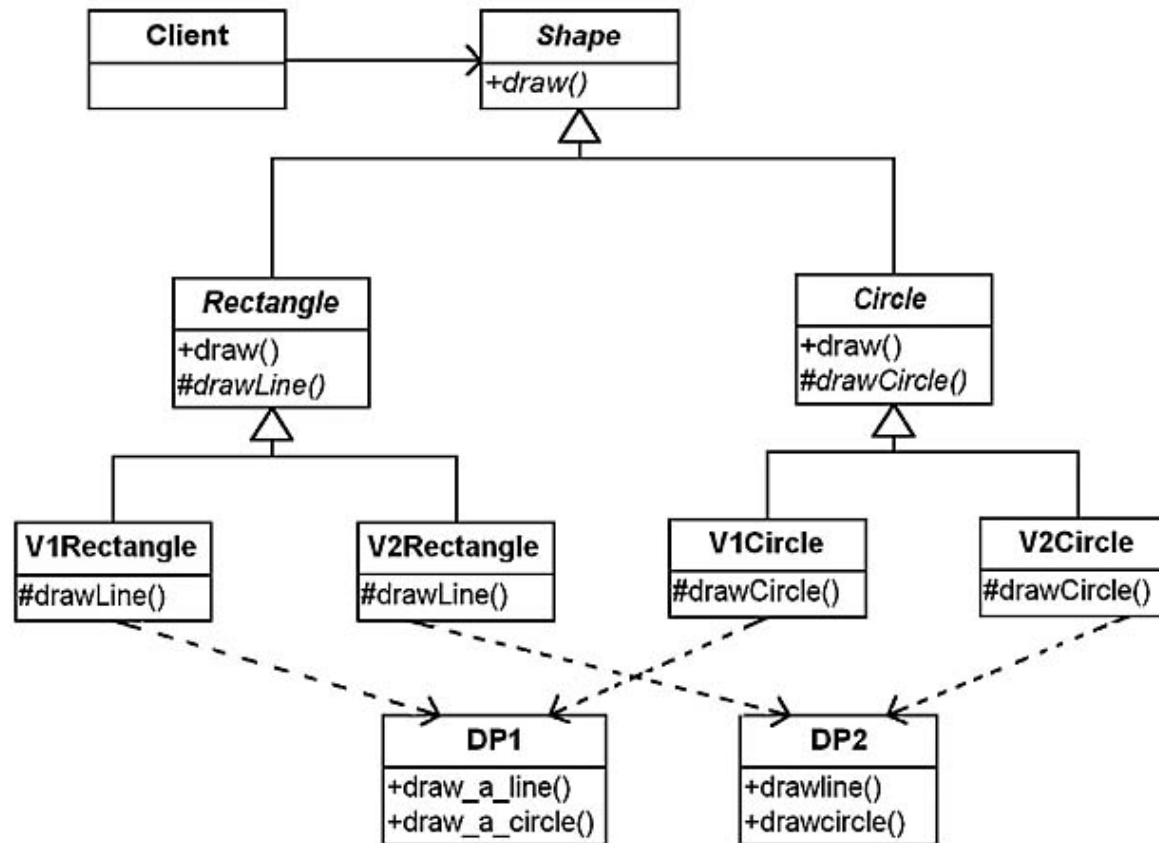 Client
Shape
+draw()
Rectangle
+draw()
#drawLine()
Circle
+draw()
#drawCircle()
V1Rectangle
#drawLine()
V2Rectangle
#drawLine()
V1Circle
#drawCircle()
V2Circle
#drawCircle()
DP1
+draw_a_line()
+draw_a_circle()
DP2
+drawline()
+drawcircle()